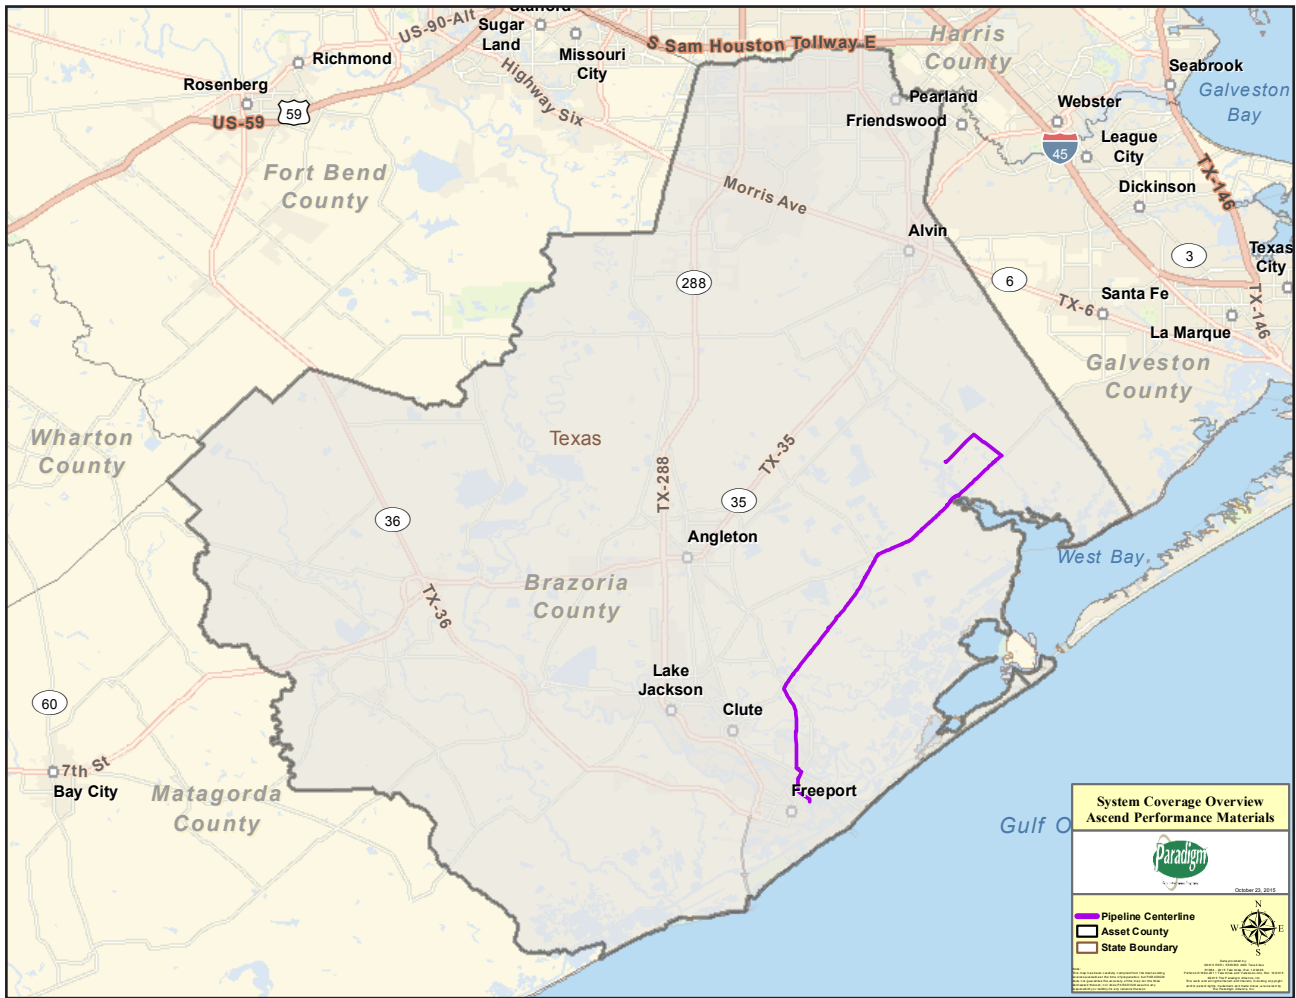 Stafford
US-90-Alt
Sugar
Land
S Sam Houston Tollway E
Harris
County
Missouri
City
Richmond
Rosenberg
Seabrook
Galveston
Bay
59
US-59
Highway Six
Pearland
Friendswood
Webster
45
League
City
TX-146
Dickinson
Fort Bend
County
Morris Ave
Alvin
3
Texas
City
288
6
TX-6
Santa Fe
TX-146
La Marque
Galveston
County
Wharton
County
Texas
TX-288
TX-35
35
36
Angleton
West Bay
Brazoria
County
TX-36
Lake
Jackson
60
Clute
7th St
Bay City
Matagorda
County
Freeport
Gulf O
System Coverage Overview
Ascend Performance Materials
Paradigm
October 23, 2015
Pipeline Centerline
Asset County
State Boundary
N
W
E
S